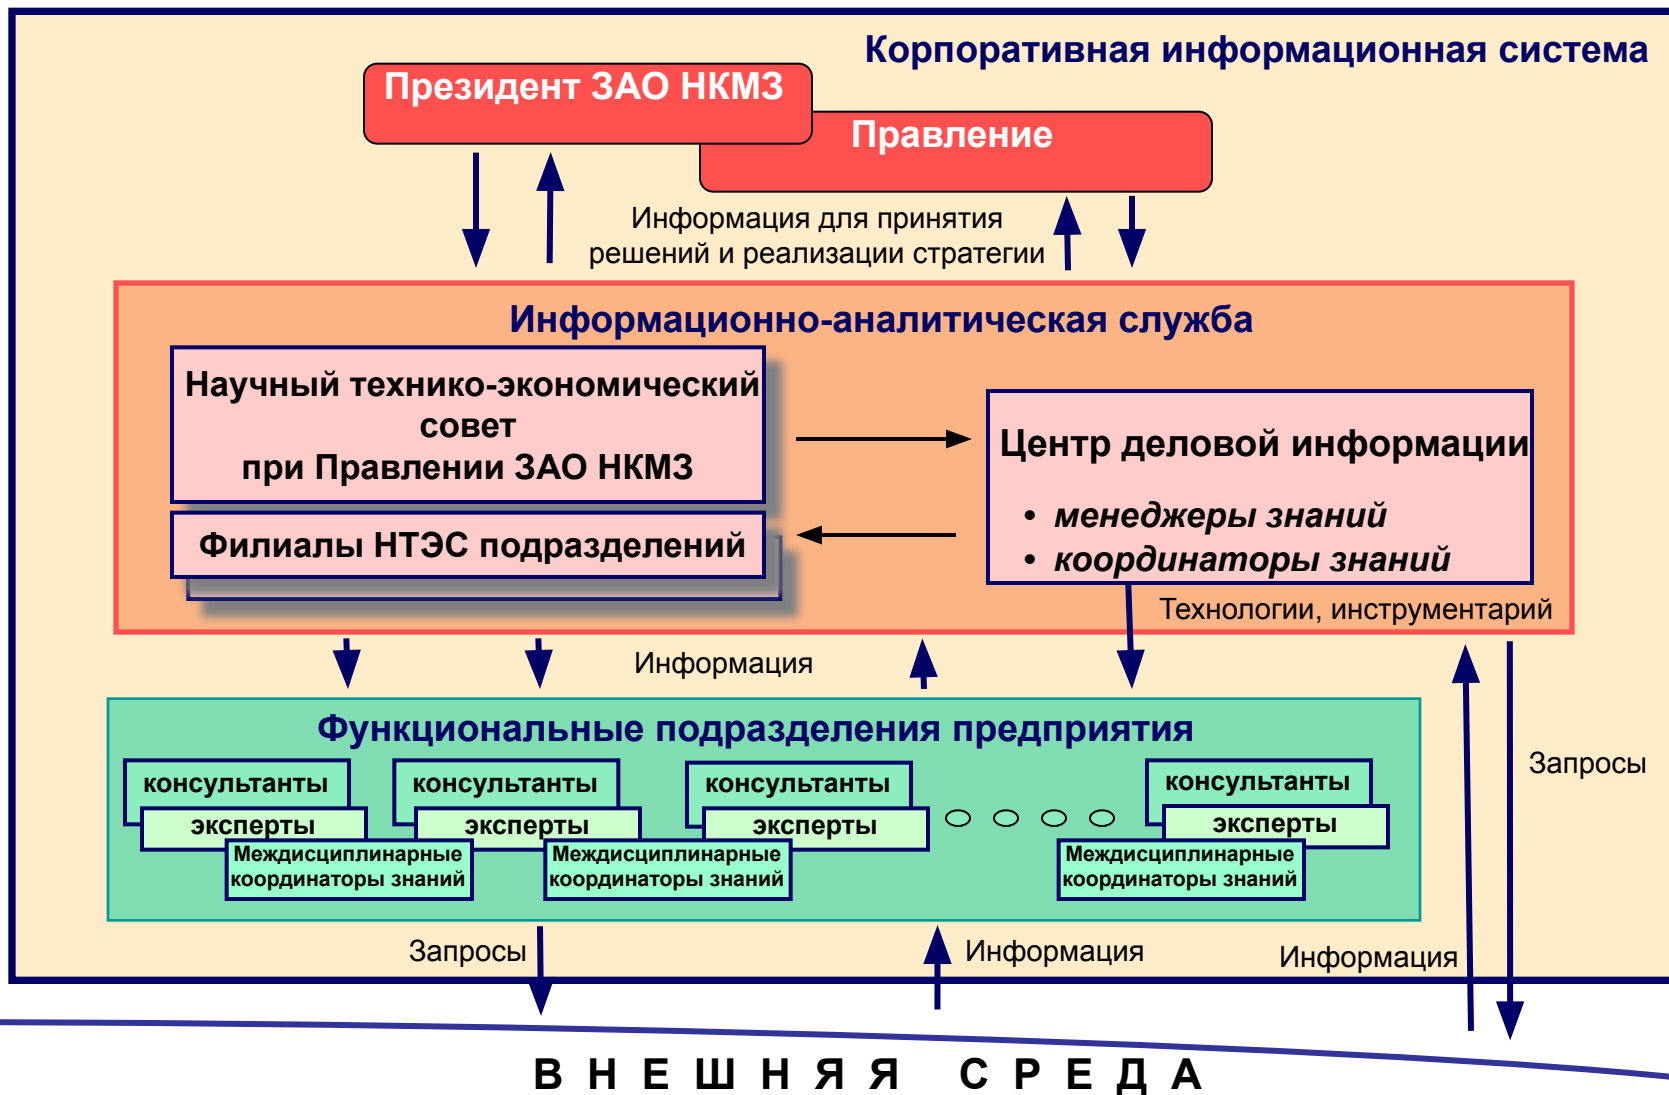 Корпоративная информационная система
Президент ЗАО НКМЗ
Правление
Информация для принятия
решений и реализации стратегии
Информационно-аналитическая служба
Научный технико-экономический
совет
при Правлении ЗАО НКМЗ
Филиалы НТЭС подразделений
Центр деловой информации
• менеджеры знаний
• координаторы знаний
Технологии, инструментарий
Информация
Функциональные подразделения предприятия
консультанты
эксперты
Междисциплинарные
координаторы знаний
консультанты
эксперты
Междисциплинарные
координаторы знаний
консультанты
эксперты
консультанты
эксперты
Междисциплинарные
координаторы знаний
Запросы
Запросы
Информация
Информация
ВНЕШНЯЯ СРЕДА